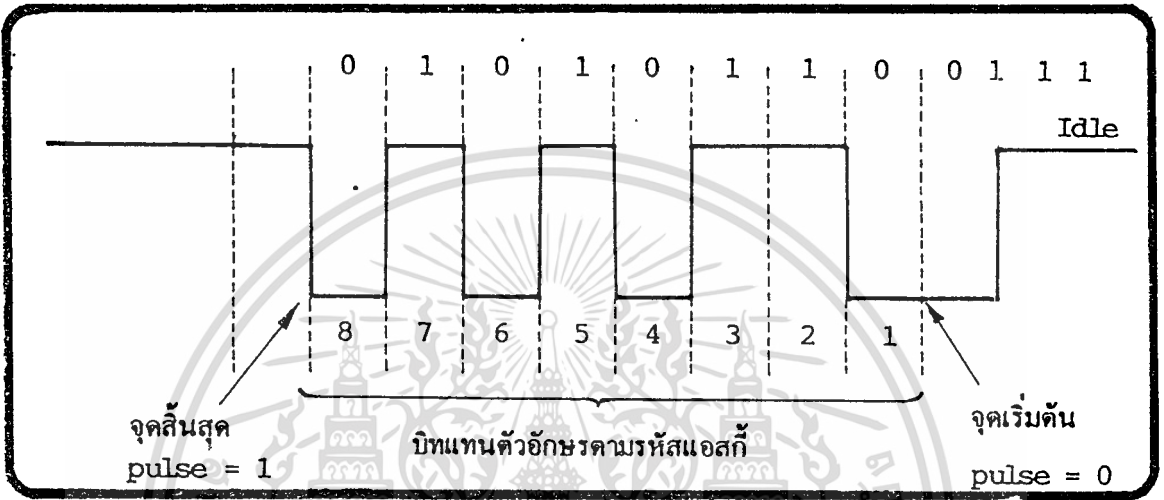 0 1 0 1 0 1 1 0 0 1 1 1
Idle
8 7 6 5 4 3 2 1
จุดสิ้นสุด
pulse = 1
บิทแทนตัวอักษรตามรหัสแอสกี้
จุดเริ่มต้น
pulse = 0